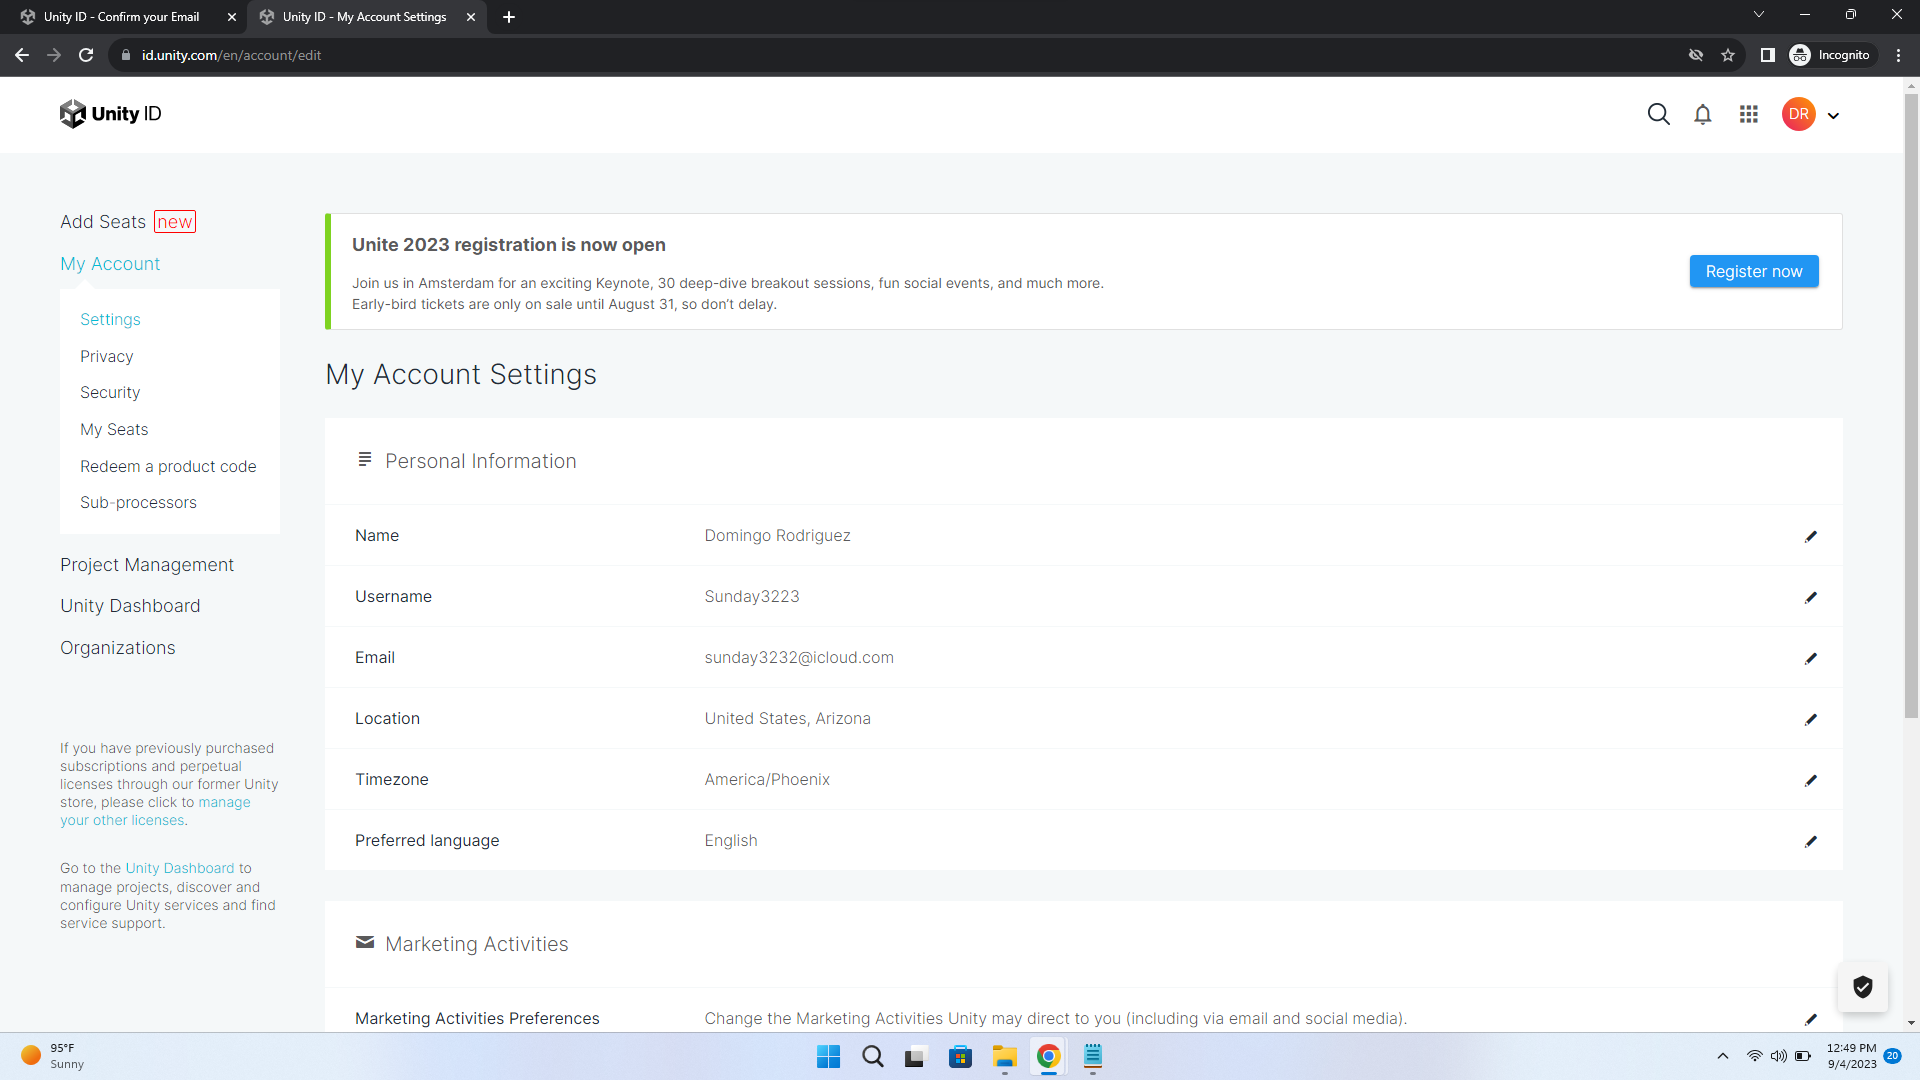 Unity ID - Confirm your Email
Unity ID - My Account Settings
id.unity.com/en/account/edit
Incognito
Unity ID
DR
Add Seats new
My Account
Settings
Privacy
Security
My Seats
Redeem a product code
Sub-processors
Project Management
Unity Dashboard
Organizations
If you have previously purchased
subscriptions and perpetual
licenses through our former Unity
store, please click to manage
your other licenses.
Go to the Unity Dashboard to
manage projects, discover and
configure Unity services and find
service support.
Unite 2023 registration is now open
Join us in Amsterdam for an exciting Keynote, 30 deep-dive breakout sessions, fun social events, and much more.
Early-bird tickets are only on sale until August 31, so don’t delay.
Register now
My Account Settings
Personal Information
Name Domingo Rodriguez
Username Sunday3223
Email sunday3232@icloud.com
Location United States, Arizona
Timezone America/Phoenix
Preferred language English
Marketing Activities
Marketing Activities Preferences Change the Marketing Activities Unity may direct to you (including via email and social media).
95°F
Sunny
12:49 PM
9/4/2023
20